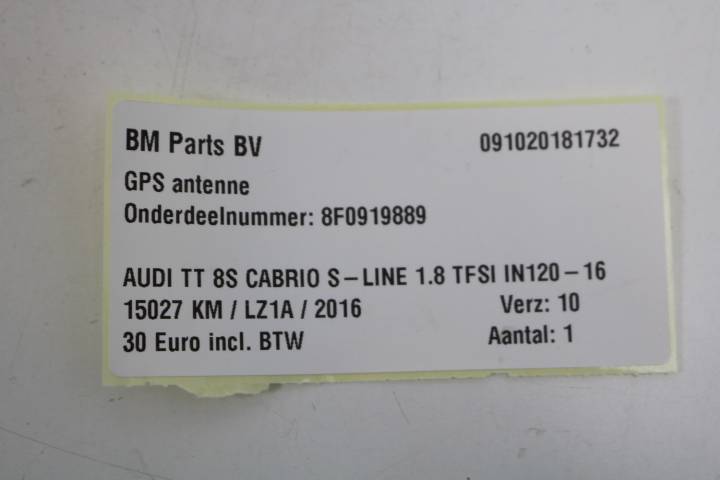 BM Parts BV 091020181732
GPS antenne
Onderdeelnummer: 8F0919889
AUDI TT 8S CABRIO S-LINE 1.8 TFSI IN120-16
15027 KM / LZ1A / 2016 Verz: 10
30 Euro incl. BTW Aantal: 1